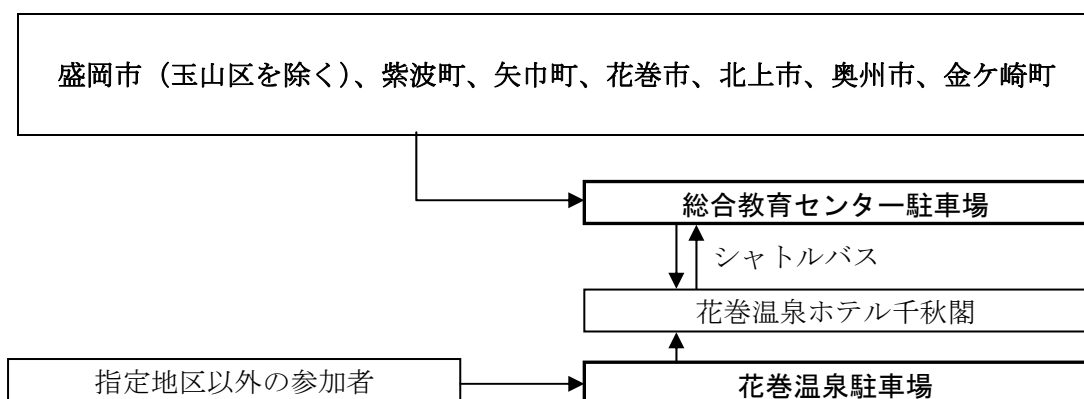 盛岡市（玉山区を除く）、紫波町、矢巾町、花巻市、北上市、奥州市、金ケ崎町
総合教育センター駐車場
シャトルバス
花巻温泉ホテル千秋閣
指定地区以外の参加者
花巻温泉駐車場